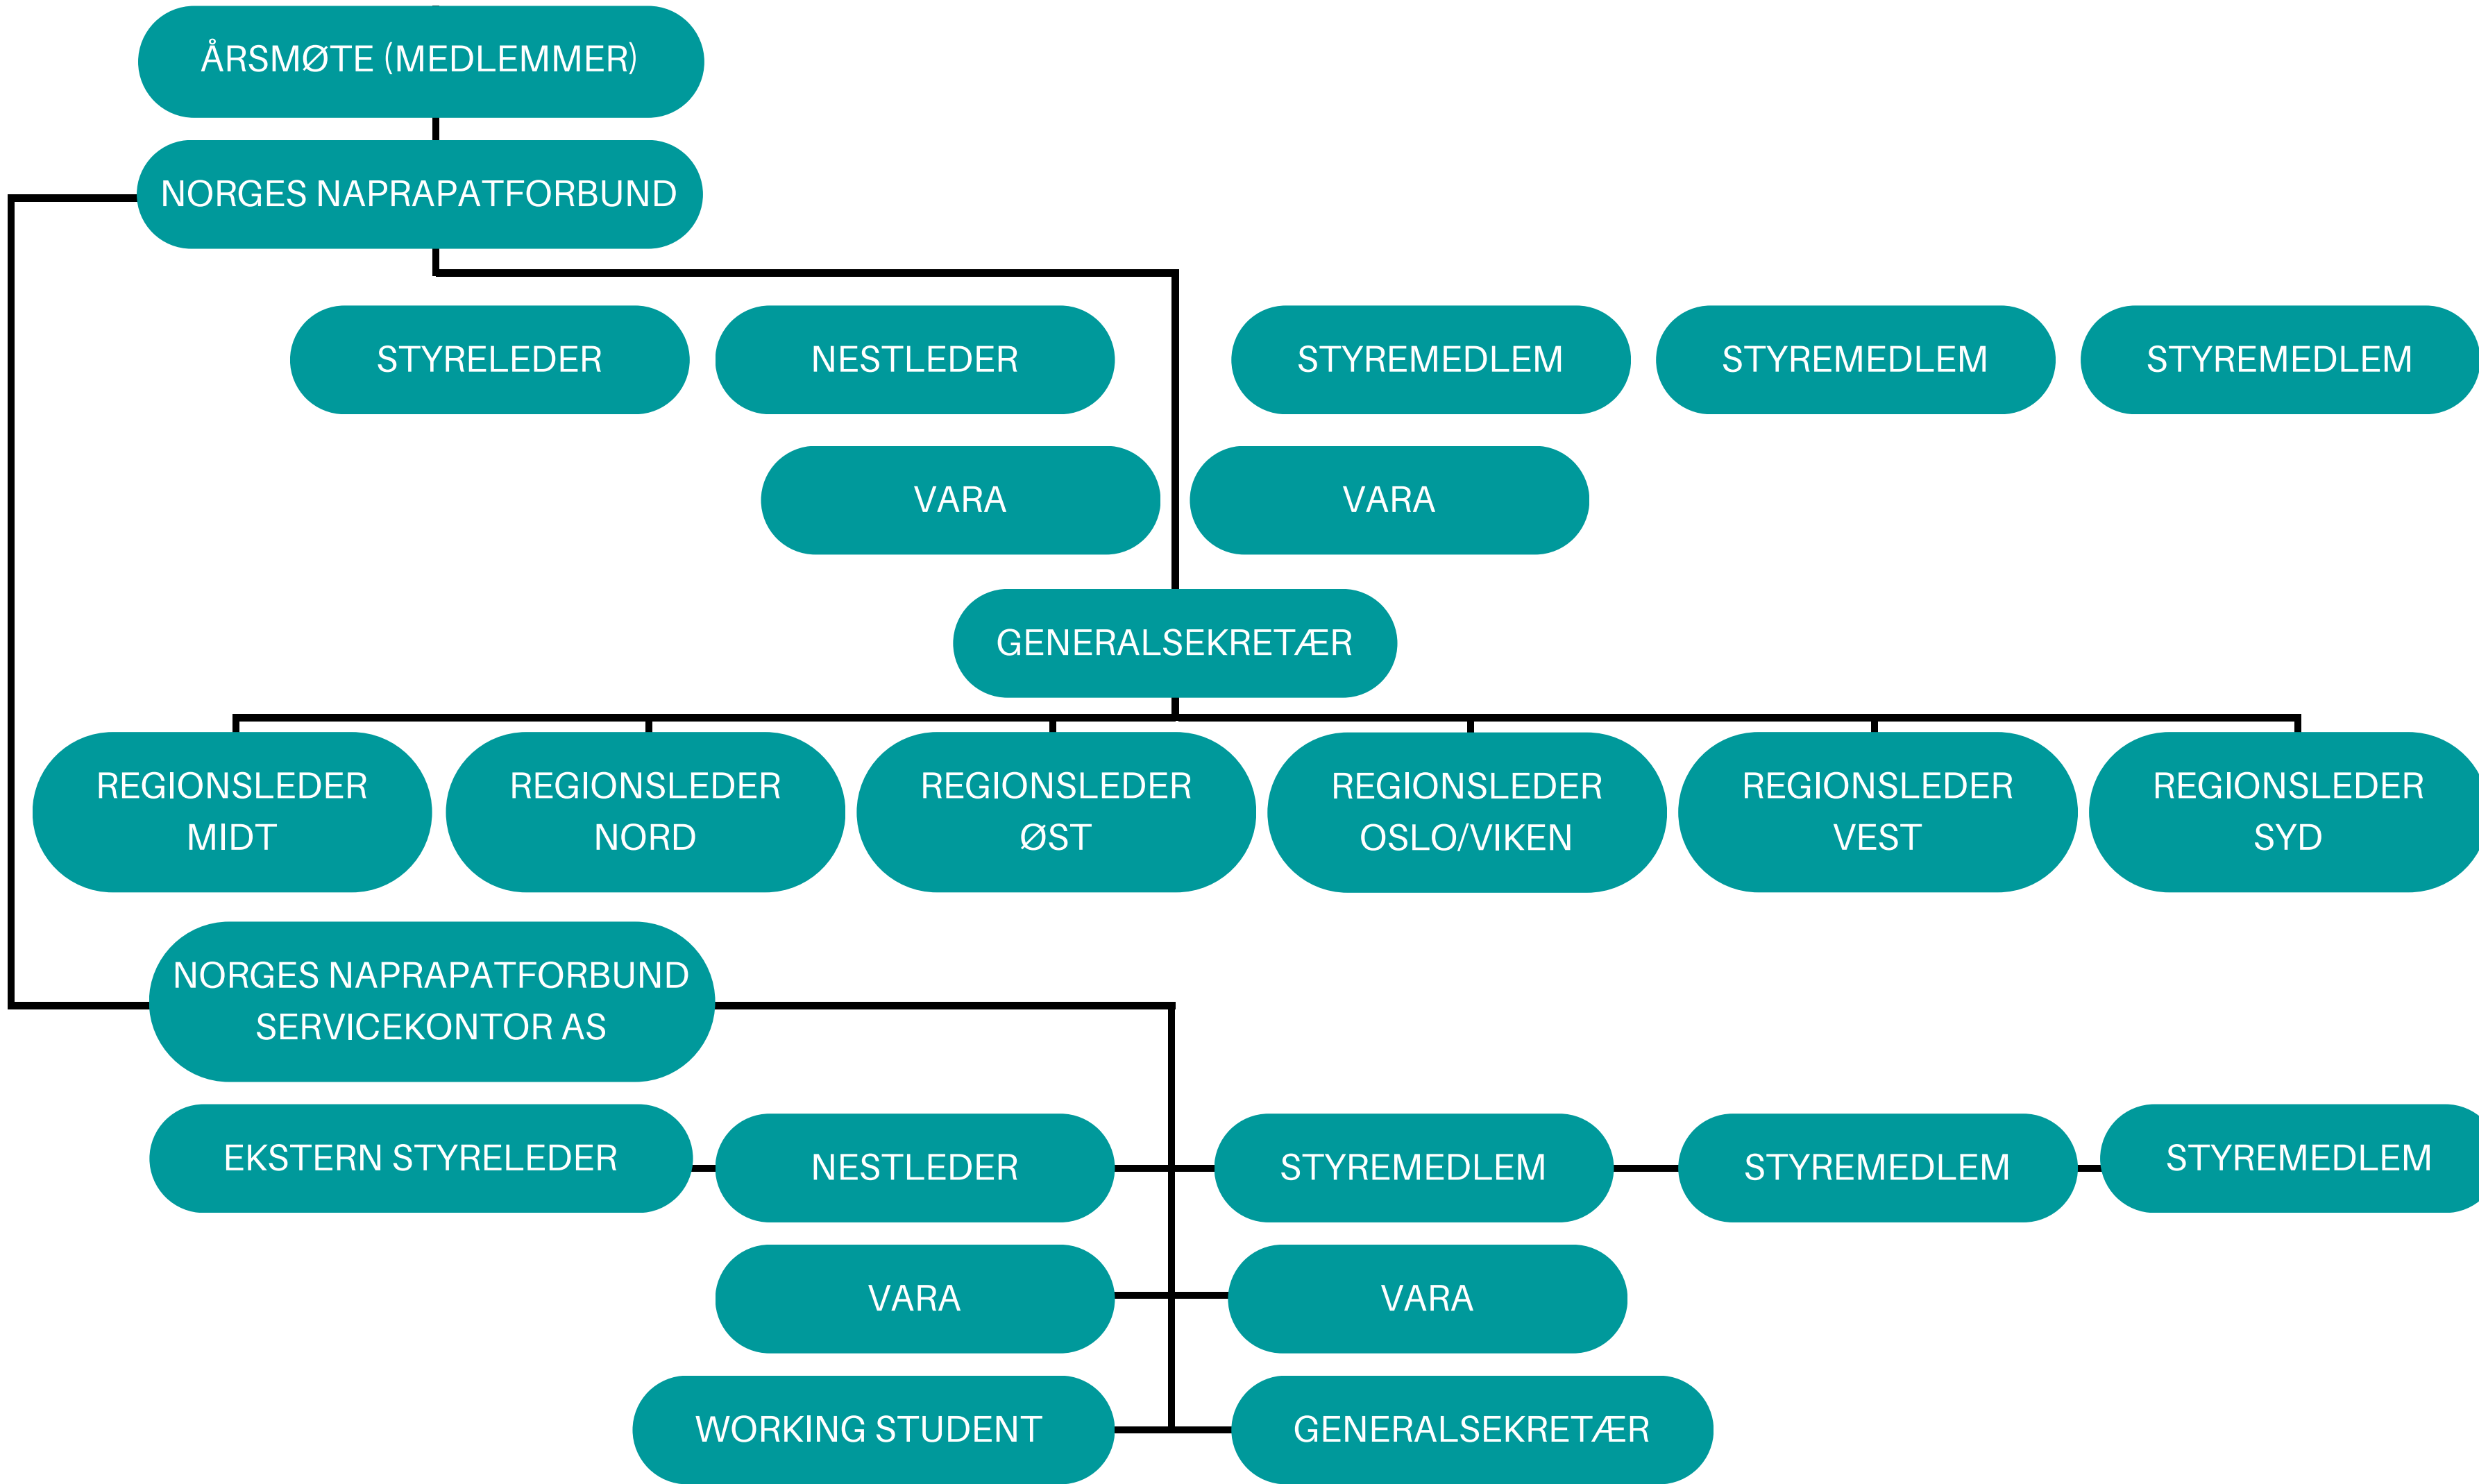 ÅRSMØTE (MEDLEMMER)
NORGES NAPRAPATFORBUND
STYRELEDER
NESTLEDER
STYREMEDLEM
STYREMEDLEM
STYREMEDLEM
VARA
VARA
GENERALSEKRETÆR
REGIONSLEDER
MIDT
REGIONSLEDER
NORD
REGIONSLEDER
ØST
REGIONSLEDER
OSLO/VIKEN
REGIONSLEDER
VEST
REGIONSLEDER
SYD
NORGES NAPRAPATFORBUND
SERVICEKONTOR AS
EKSTERN STYRELEDER
NESTLEDER
STYREMEDLEM
STYREMEDLEM
STYREMEDLEM
VARA
VARA
WORKING STUDENT
GENERALSEKRETÆR